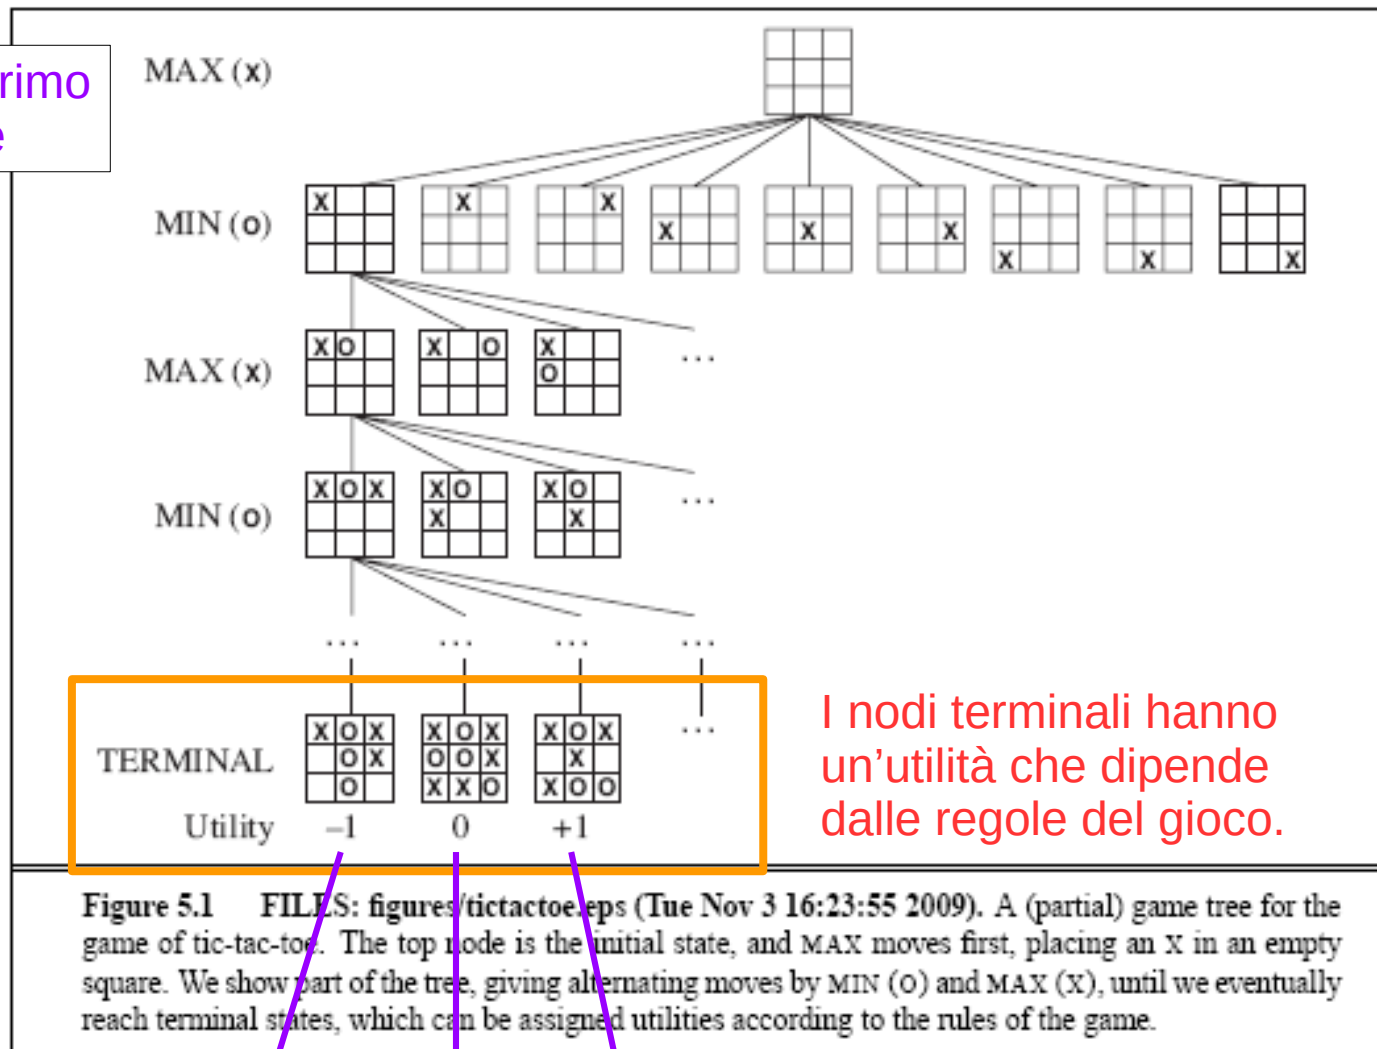 rimo
e
MAX (x)
MIN (o)
X X X X X X X X X
MAX (x)
X O X O X
O
...
MIN (o)
X O X X O X O
X X
...
... ... ... ...
TERMINAL
X O X X O X X O X
O X O O X X
O X X O X O O
...
Utility –1 0 +1
I nodi terminali hanno
un’utilità che dipende
dalle regole del gioco.
Figure 5.1 FILES: figures/tictactoe.eps (Tue Nov 3 16:23:55 2009). A (partial) game tree for the
game of tic-tac-toe. The top node is the initial state, and MAX moves first, placing an X in an empty
square. We show part of the tree, giving alternating moves by MIN (O) and MAX (X), until we eventually
reach terminal states, which can be assigned utilities according to the rules of the game.